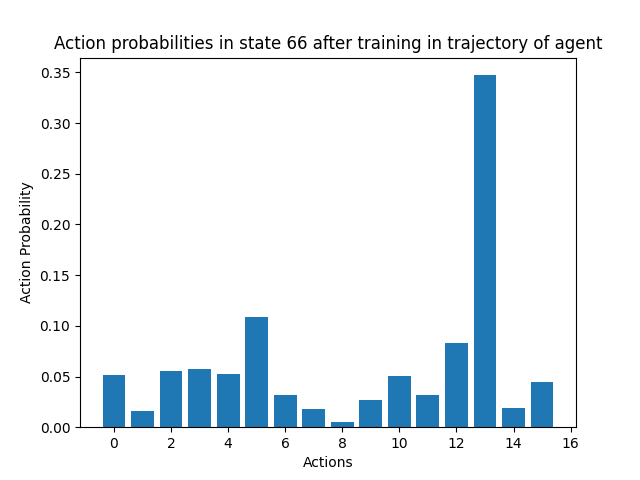 Action probabilities in state 66 after training in trajectory of agent
0.35
0.30
0.25
0.20
0.15
0.10
0.05
0.00
Action Probability
0 2 4 6 8 10 12 14 16
Actions